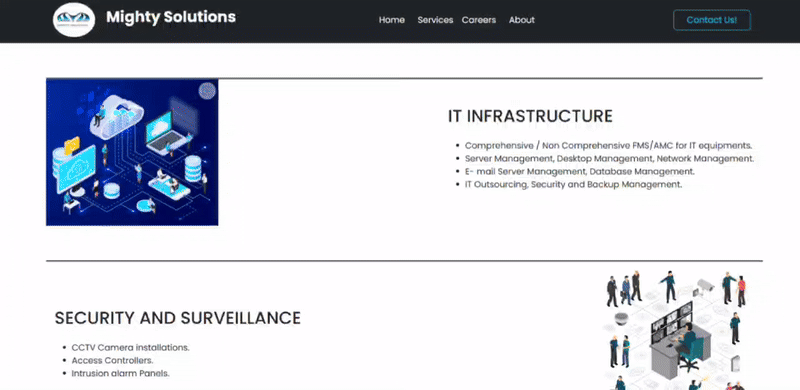 Mighty Solutions
Home Services Careers About
Contact Us!
IT INFRASTRUCTURE
Comprehensive / Non Comprehensive FMS/AMC for IT equipments.
Server Management, Desktop Management, Network Management.
E- mail Server Management, Database Management.
IT Outsourcing, Security and Backup Management.
SECURITY AND SURVEILLANCE
CCTV Camera installations.
Access Controllers.
Intrusion alarm Panels.